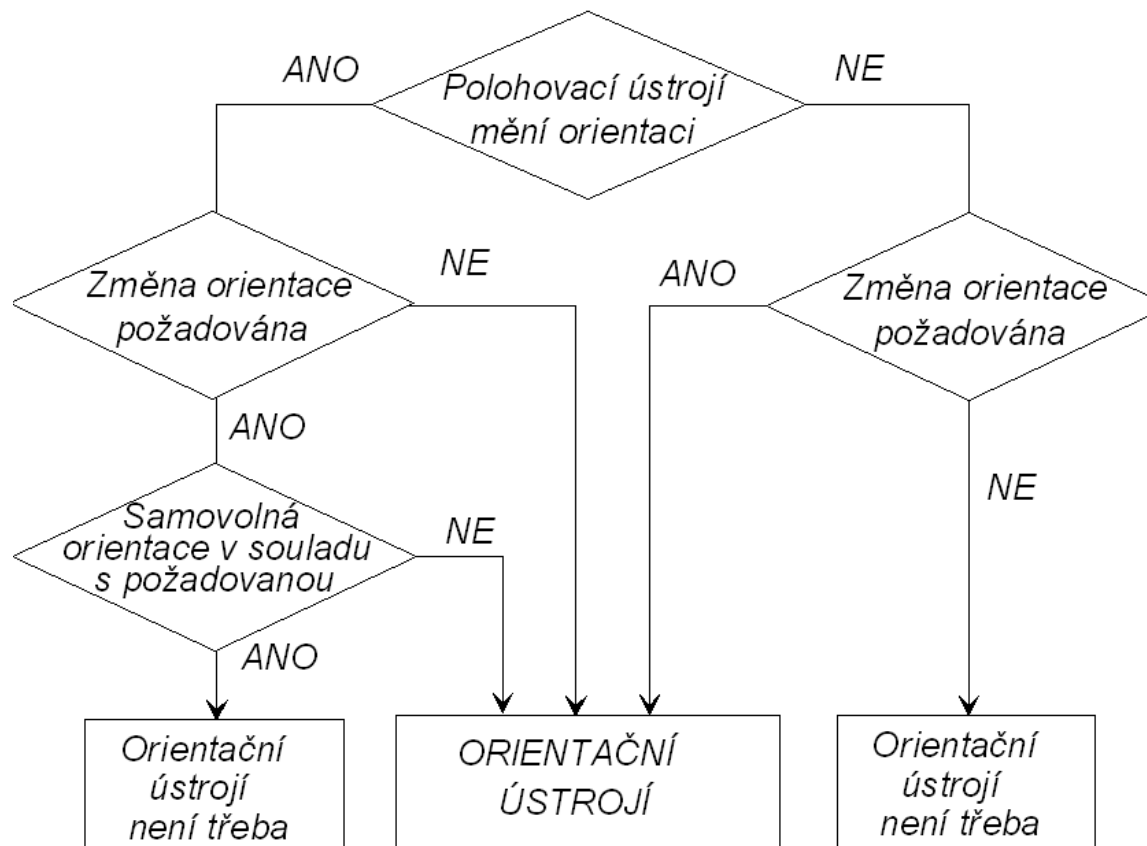 ANO
NE
Polohovací ústrojí
mění orientaci
Změna orientace
požadována
NE
ANO
Změna orientace
požadována
ANO
NE
Samovolná
orientace v souladu
s požadovanou
NE
ANO
Orientační
ústrojí
není třeba
ORIENTAČNÍ
ÚSTROJÍ
Orientační
ústrojí
není třeba